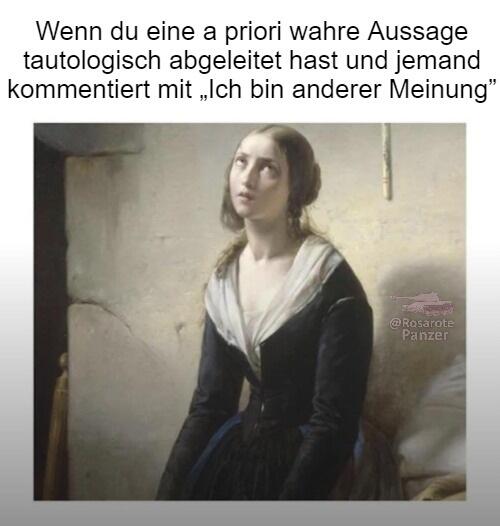 Wenn du eine a priori wahre Aussage
tautologisch abgeleitet hast und jemand
kommentiert mit „Ich bin anderer Meinung”
@Rosarote
Panzer